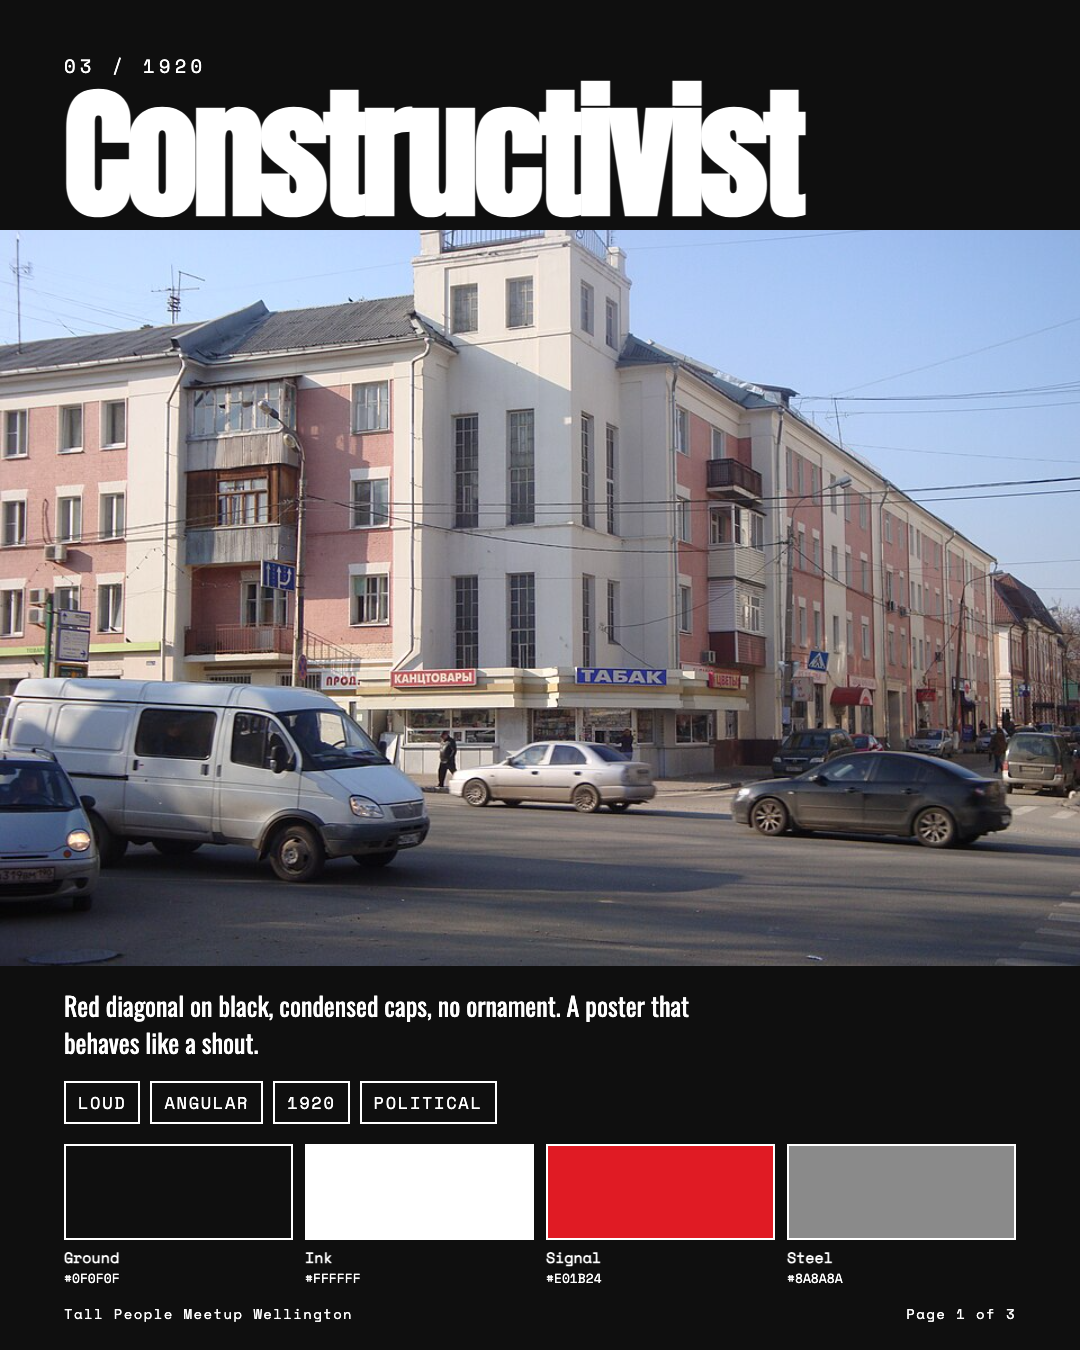 03 / 1920
Constructivist
ПРОД.
КАНЦТОВАРЫ
ТАБАК
ЦВЕТЫ
Red diagonal on black, condensed caps, no ornament. A poster that
behaves like a shout.
LOUD
ANGULAR
1920
POLITICAL
Ground
#0F0F0F
Ink
#FFFFFF
Signal
#E01B24
Steel
#8A8A8A
Tall People Meetup Wellington
Page 1 of 3